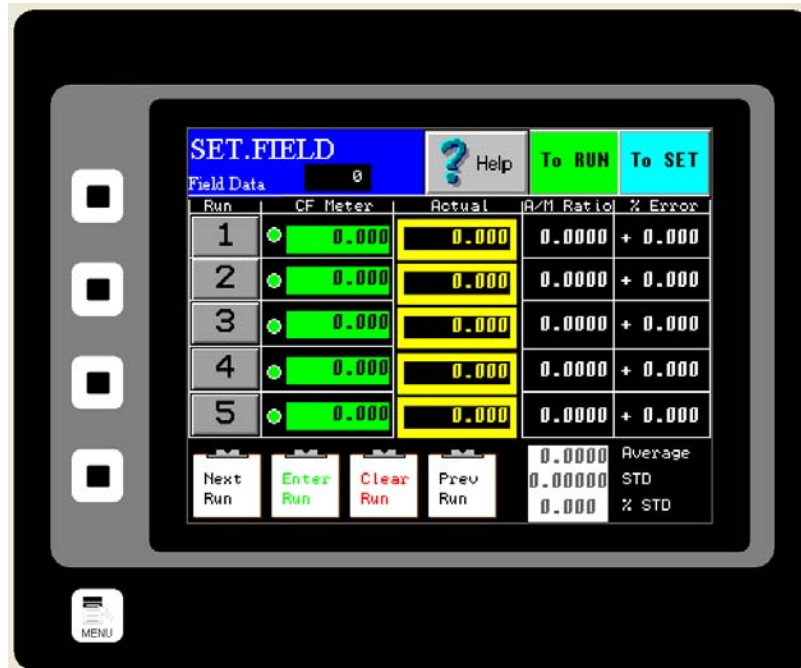 SET.FIELD
Field Data 0
Help
To RUN
To SET
Run CF Meter Actual A/M Ratio % Error
1 0.000 0.000 0.0000 + 0.000
2 0.000 0.000 0.0000 + 0.000
3 0.000 0.000 0.0000 + 0.000
4 0.000 0.000 0.0000 + 0.000
5 0.000 0.000 0.0000 + 0.000
Next Run
Enter Run
Clear Run
Prev Run
0.0000 Average
0.00000 STD
0.000 % STD
MENU